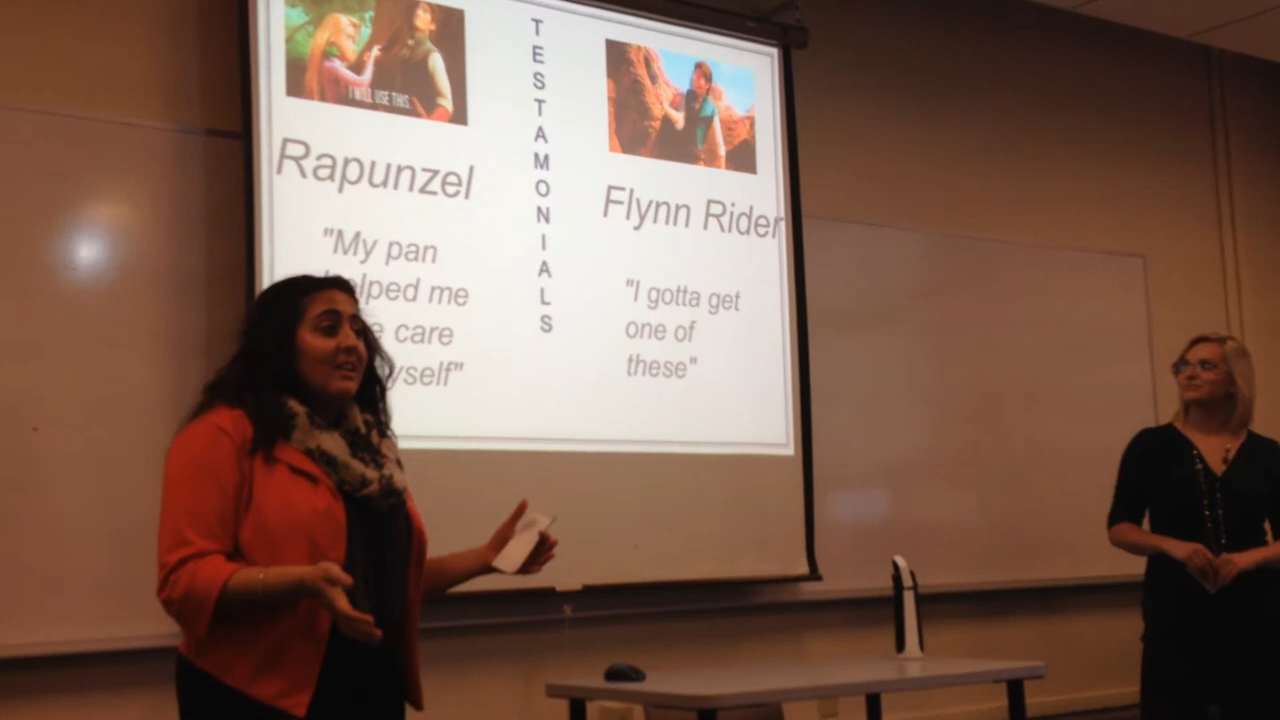 I WILL USE THIS.
Rapunzel
"My pan
helped me
care
yself"
TESTAMONIALS
Flynn Rider
"I gotta get
one of
these"